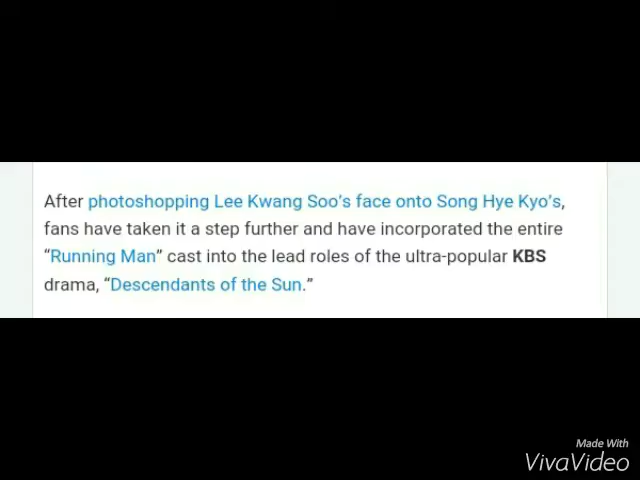 After photoshopping Lee Kwang Soo's face onto Song Hye Kyo's,
fans have taken it a step further and have incorporated the entire
“Running Man” cast into the lead roles of the ultra-popular KBS
drama, “Descendants of the Sun.”
Made With
VivaVideo